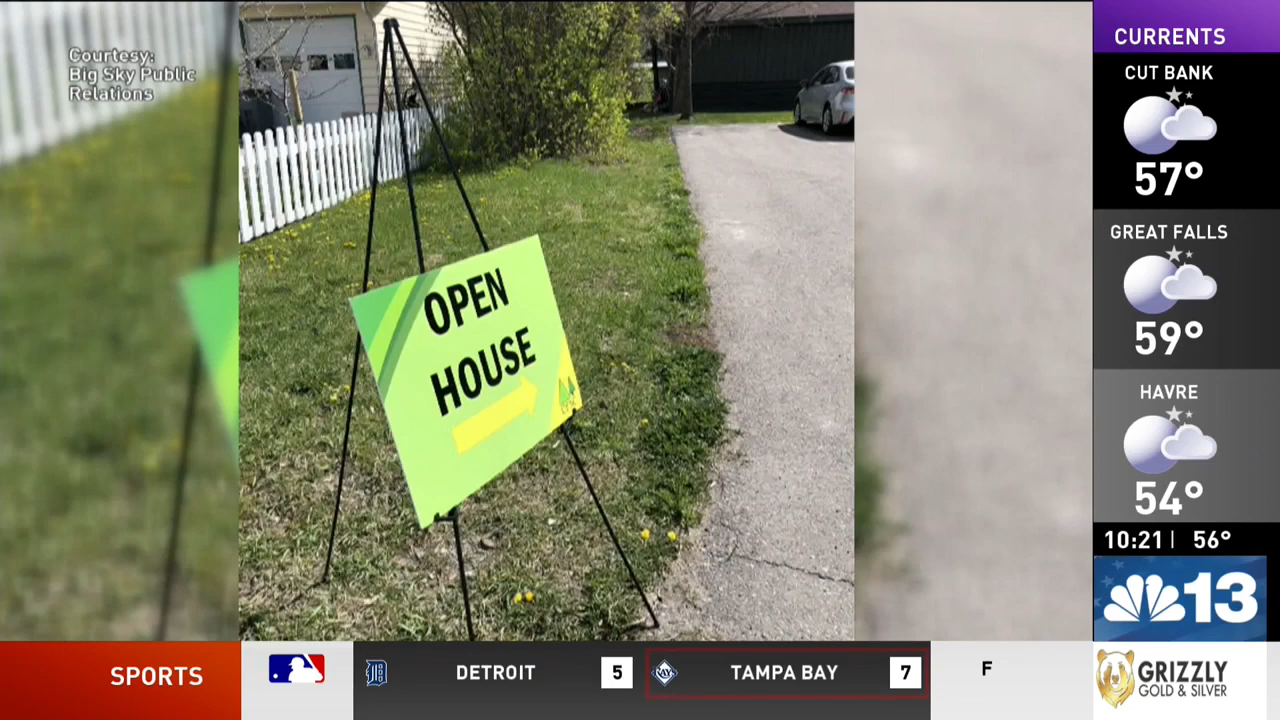 Courtesy:
Big Sky Public
Relations
OPEN
HOUSE
CURRENTS
CUT BANK
57°
GREAT FALLS
59°
HAVRE
54°
10:21 | 56°
13
SPORTS
DETROIT 5
TAMPA BAY 7
F
GRIZZLY
GOLD & SILVER